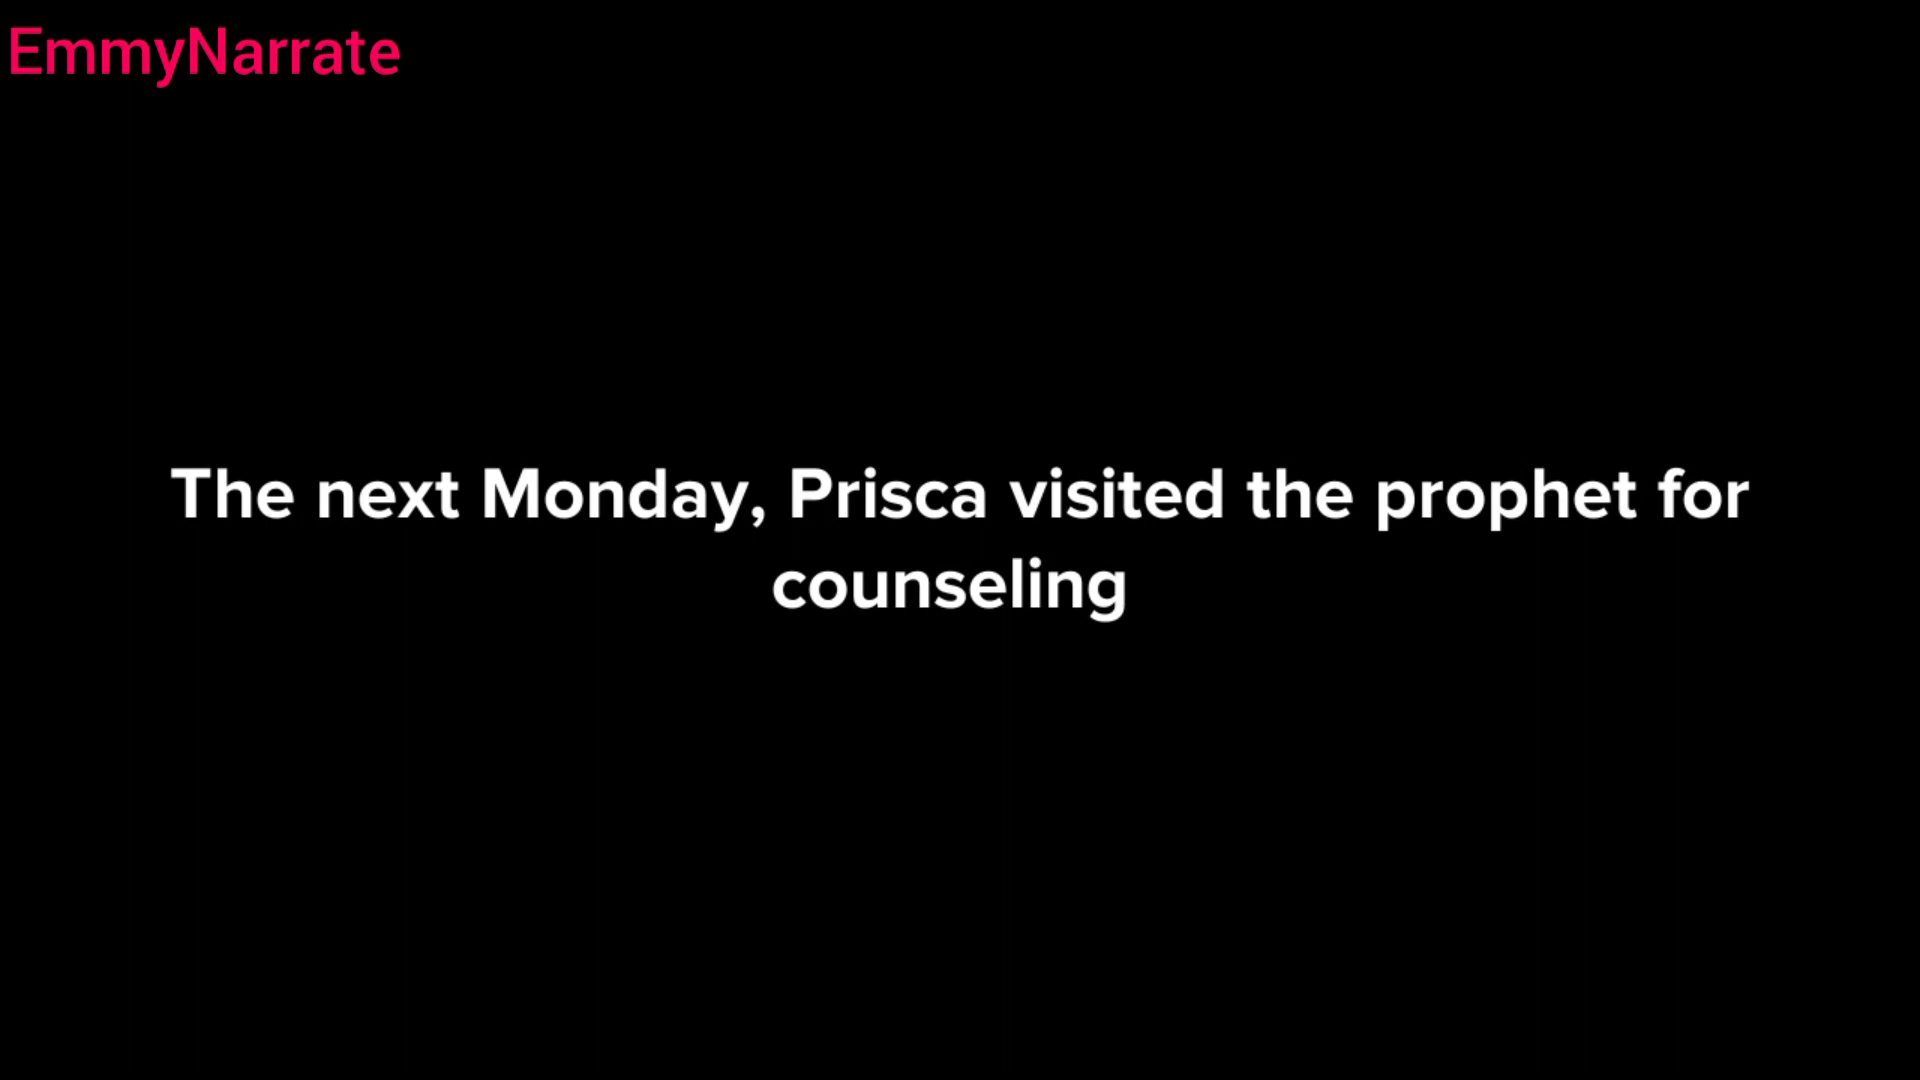 EmmyNarrate
The next Monday, Prisca visited the prophet for
counseling